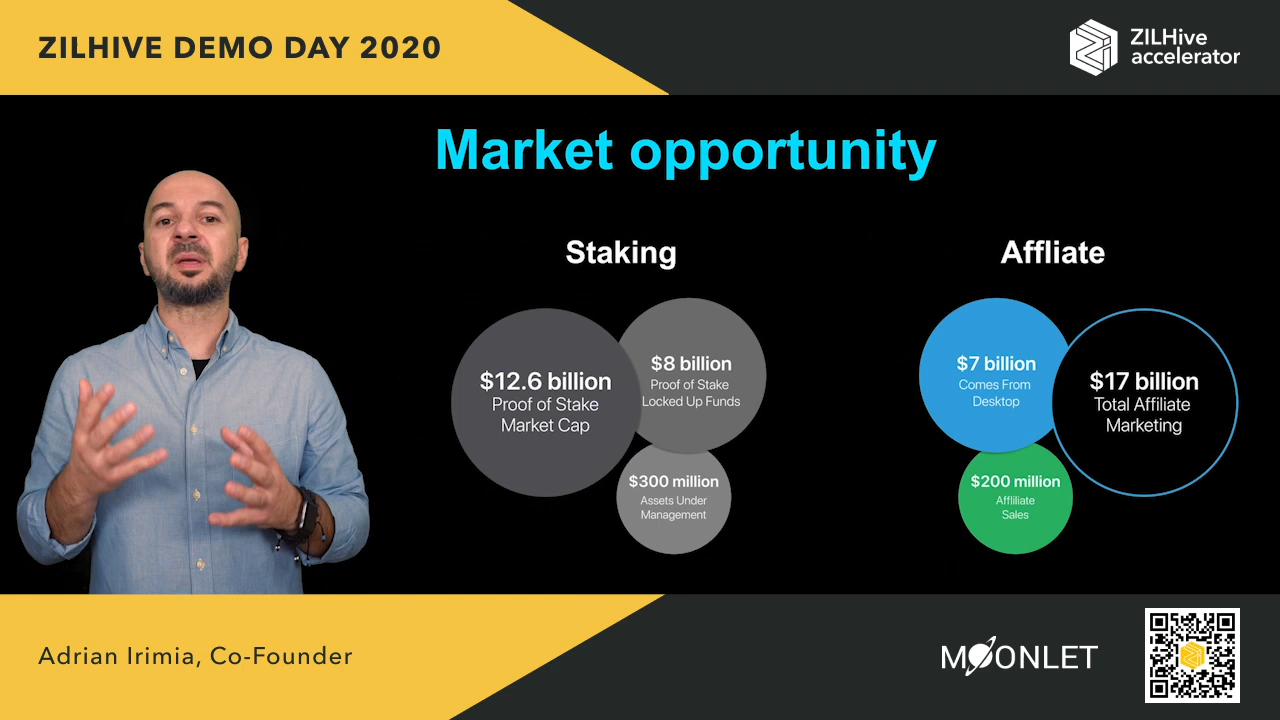 ZILHIVE DEMO DAY 2020
ZILHive
accelerator
Market opportunity
Staking
Affliate
$12.6 billion
Proof of Stake
Market Cap
$8 billion
Proof of Stake
Locked Up Funds
$300 million
Assets Under
Management
$7 billion
Comes From
Desktop
$17 billion
Total Affiliate
Marketing
$200 million
Affliliate
Sales
Adrian Irimia, Co-Founder
MOONLET